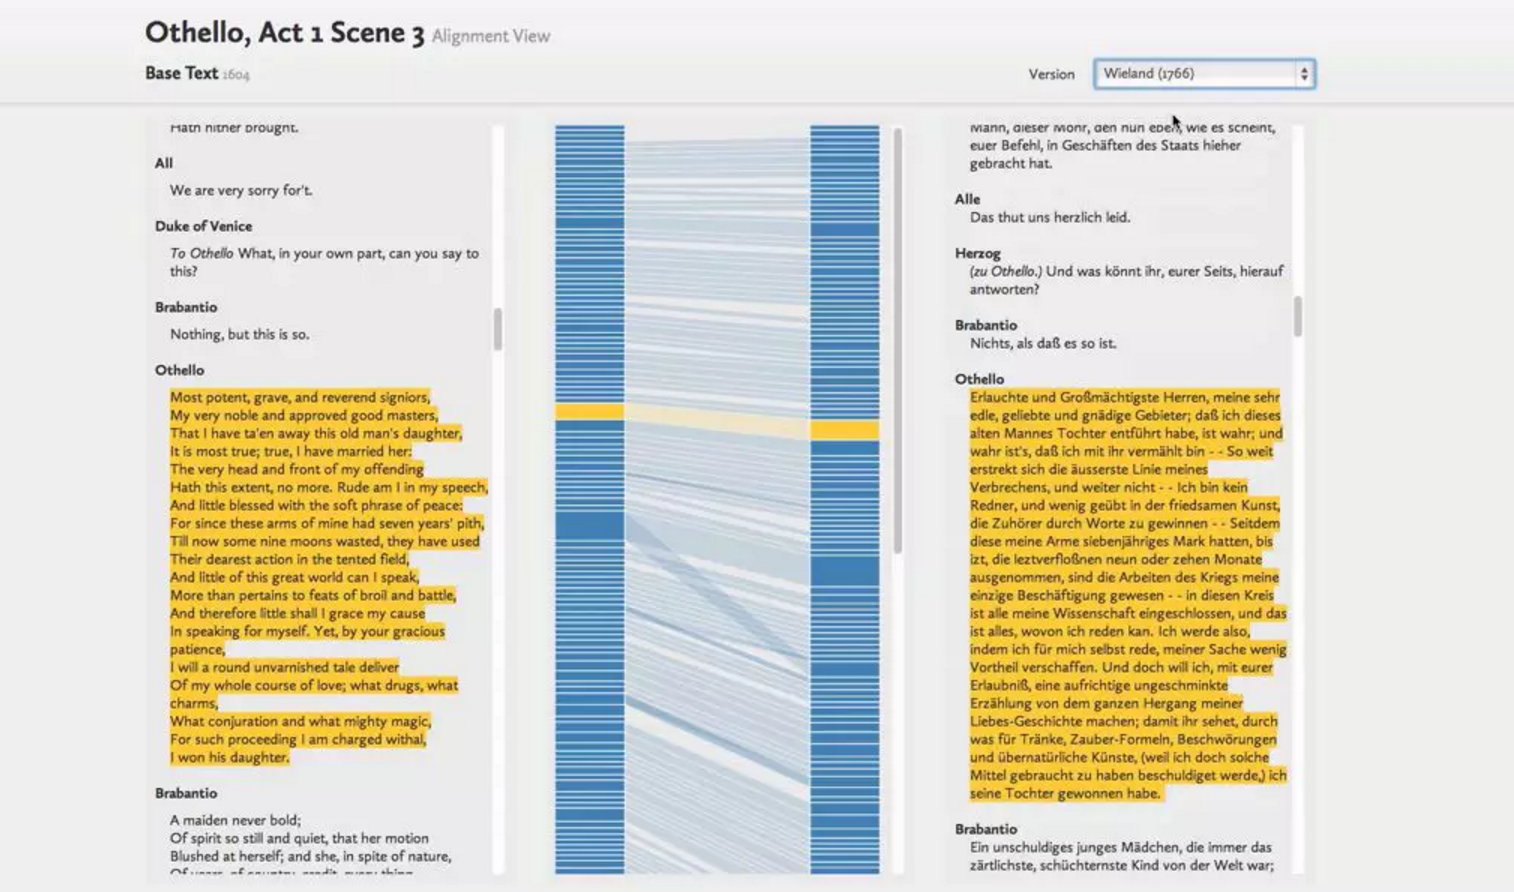 Othello, Act 1 Scene 3 Alignment View
Base Text 1604
Version
Wieland (1766)
Hath hither brought.
All
We are very sorry for't.
Duke of Venice
To Othello What, in your own part, can you say to
this?
Brabantio
Nothing, but this is so.
Othello
Most potent, grave, and reverend signiors,
My very noble and approved good masters,
That I have ta'en away this old man's daughter,
It is most true; true, I have married her:
The very head and front of my offending
Hath this extent, no more. Rude am I in my speech,
And little blessed with the soft phrase of peace:
For since these arms of mine had seven years' pith,
Till now some nine moons wasted, they have used
Their dearest action in the tented field,
And little of this great world can I speak,
More than pertains to feats of broil and battle,
And therefore little shall I grace my cause
In speaking for myself. Yet, by your gracious
patience,
I will a round unvarnished tale deliver
Of my whole course of love; what drugs, what
charms,
What conjuration and what mighty magic,
For such proceeding I am charged withal,
I won his daughter.
Brabantio
A maiden never bold;
Of spirit so still and quiet, that her motion
Blushed at herself; and she, in spite of nature,
Of years, of country, credit, every thing
Mann, dieser Mohr, den nun eben, wie es scheint,
euer Befehl, in Geschäften des Staats hieher
gebracht hat.
Alle
Das thut uns herzlich leid.
Herzog
(zu Othello.) Und was könnt ihr, eurer Seits, hierauf
antworten?
Brabantio
Nichts, als daß es so ist.
Othello
Erlauchte und Großmächtigste Herren, meine sehr
edle, geliebte und gnädige Gebieter; daß ich dieses
alten Mannes Tochter entführt habe, ist wahr; und
wahr ist's, daß ich mit ihr vermählt bin - - So weit
erstrekt sich die äusserste Linie meines
Verbrechens, und weiter nicht - - Ich bin kein
Redner, und wenig geübt in der friedsamen Kunst,
die Zuhörer durch Worte zu gewinnen - - Seitdem
diese meine Arme siebenjähriges Mark hatten, bis
izt, die leztverfloßnen neun oder zehen Monate
ausgenommen, sind die Arbeiten des Kriegs meine
einzige Beschäftigung gewesen - - in diesen Kreis
ist alle meine Wissenschaft eingeschlossen, und das
ist alles, wovon ich reden kan. Ich werde also,
indem ich für mich selbst rede, meiner Sache wenig
Vortheil verschaffen. Und doch will ich, mit eurer
Erlaubniß, eine aufrichtige ungeschminkte
Erzählung von dem ganzen Hergang meiner
Liebes-Geschichte machen; damit ihr sehet, durch
was für Tränke, Zauber-Formeln, Beschwörungen
und übernatürliche Künste, (weil ich doch solche
Mittel gebraucht zu haben beschuldiget werde,) ich
seine Tochter gewonnen habe.
Brabantio
Ein unschuldiges junges Mädchen, die immer das
zärtlichste, schüchternste Kind von der Welt war;